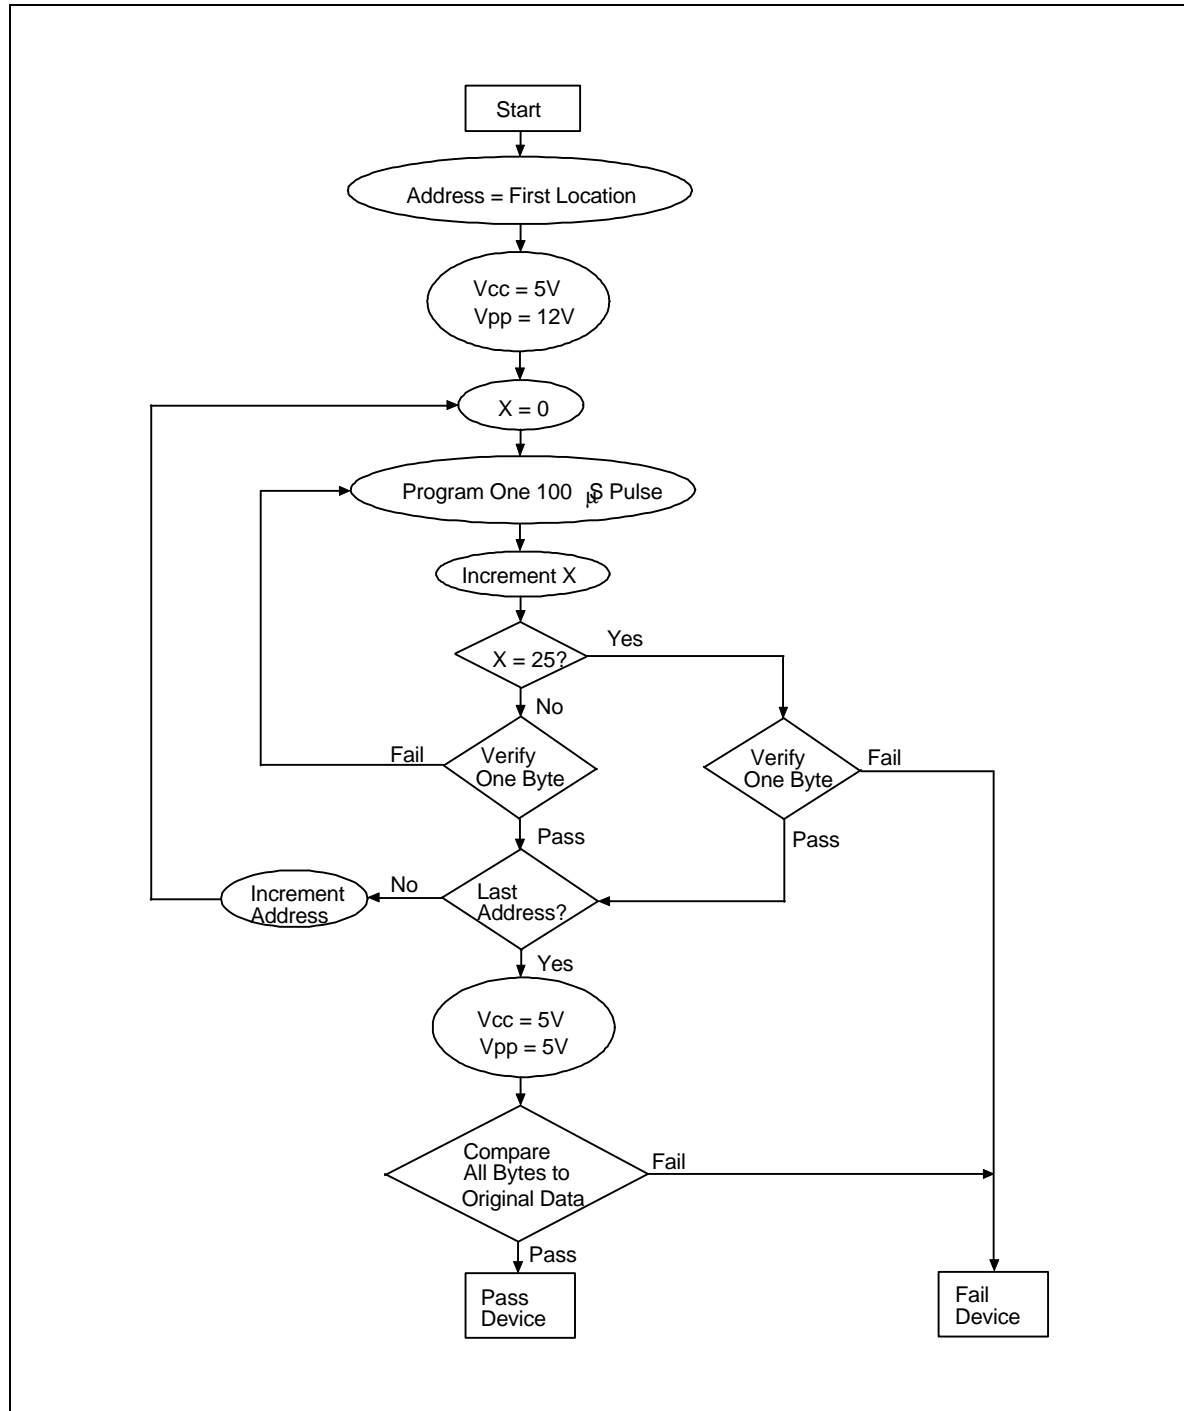 Start
Address = First Location
Vcc = 5V
Vpp = 12V
X = 0
Program One 100 µS Pulse
Increment X
X = 25?
Yes
No
Verify
One Byte
Fail
Verify
One Byte
Fail
Pass
Pass
Last
Address?
No
Increment
Address
Yes
Vcc = 5V
Vpp = 5V
Compare
All Bytes to
Original Data
Fail
Pass
Pass
Device
Fail
Device